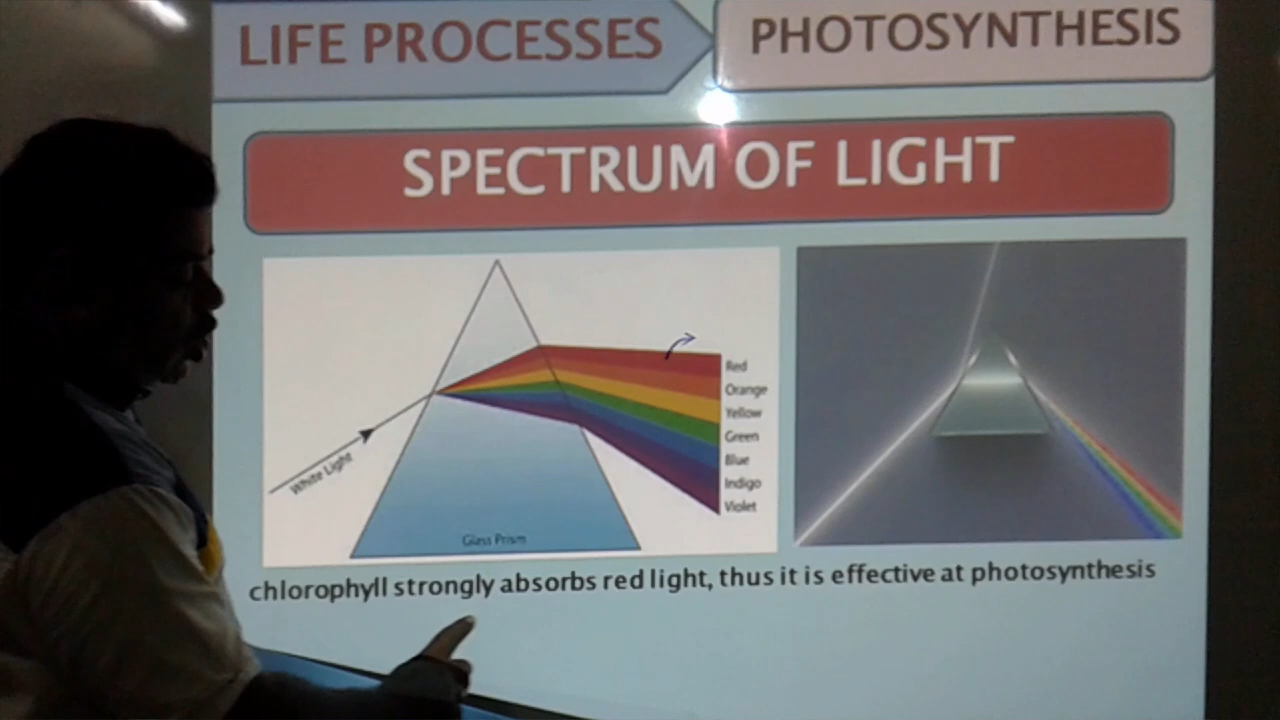 LIFE PROCESSES
PHOTOSYNTHESIS
SPECTRUM OF LIGHT
White Light
Glass Prism
Red
Orange
Yellow
Green
Blue
Indigo
Violet
chlorophyll strongly absorbs red light, thus it is effective at photosynthesis